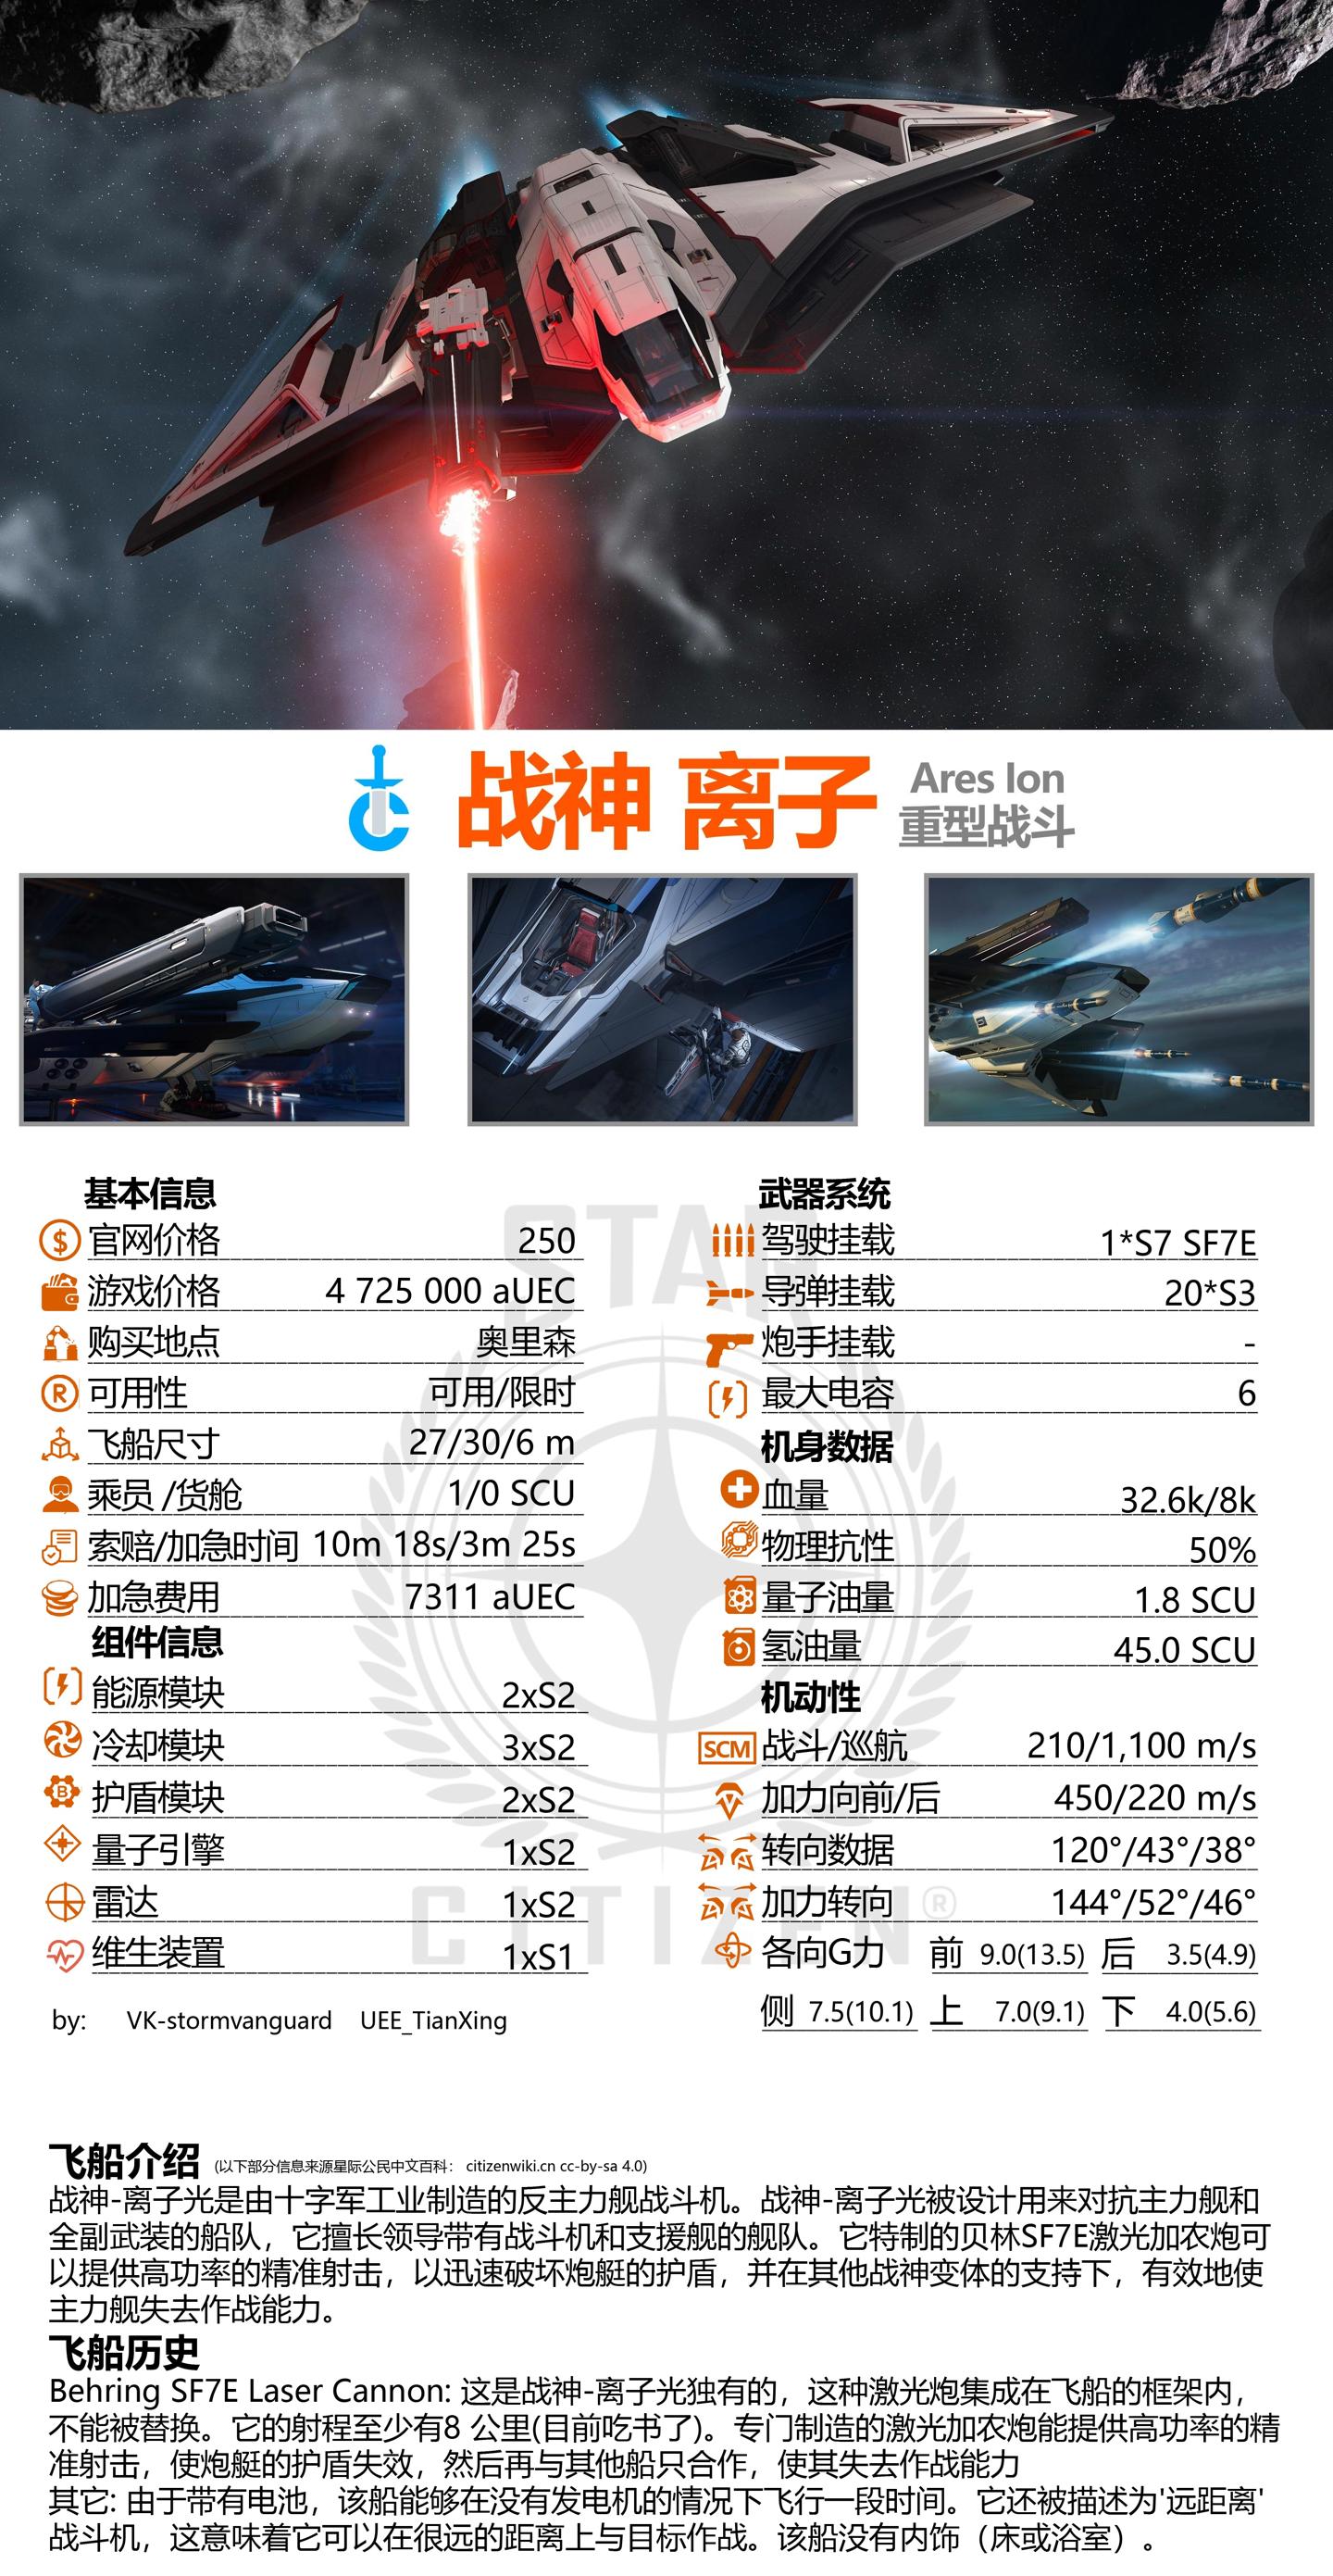 战神 离子
Ares Ion
重型战斗
STAR
CITIZEN®
基本信息
官网价格 250
游戏价格 4 725 000 aUEC
购买地点 奥里森
可用性 可用/限时
飞船尺寸 27/30/6 m
乘员 /货舱 1/0 SCU
索赔/加急时间 10m 18s/3m 25s
加急费用 7311 aUEC
组件信息
能源模块 2xS2
冷却模块 3xS2
护盾模块 2xS2
量子引擎 1xS2
雷达 1xS2
维生装置 1xS1
by: VK-stormvanguard UEE_TianXing
武器系统
驾驶挂载 1*S7 SF7E
导弹挂载 20*S3
炮手挂载 -
最大电容 6
机身数据
血量 32.6k/8k
物理抗性 50%
量子油量 1.8 SCU
氢油量 45.0 SCU
机动性
SCM 战斗/巡航 210/1,100 m/s
加力向前/后 450/220 m/s
转向数据 120°/43°/38°
加力转向 144°/52°/46°
各向G力 前 9.0(13.5) 后 3.5(4.9)
侧 7.5(10.1) 上 7.0(9.1) 下 4.0(5.6)
飞船介绍 (以下部分信息来源星际公民中文百科： citizenwiki.cn cc-by-sa 4.0)
战神-离子光是由十字军工业制造的反主力舰战斗机。战神-离子光被设计用来对抗主力舰和
全副武装的船队，它擅长领导带有战斗机和支援舰的舰队。它特制的贝林SF7E激光加农炮可
以提供高功率的精准射击，以迅速破坏炮艇的护盾，并在其他战神变体的支持下，有效地使
主力舰失去作战能力。
飞船历史
Behring SF7E Laser Cannon: 这是战神-离子光独有的，这种激光炮集成在飞船的框架内，
不能被替换。它的射程至少有8 公里(目前吃书了)。专门制造的激光加农炮能提供高功率的精
准射击，使炮艇的护盾失效，然后再与其他船只合作，使其失去作战能力
其它: 由于带有电池，该船能够在没有发电机的情况下飞行一段时间。它还被描述为'远距离'
战斗机，这意味着它可以在很远的距离上与目标作战。该船没有内饰（床或浴室）。